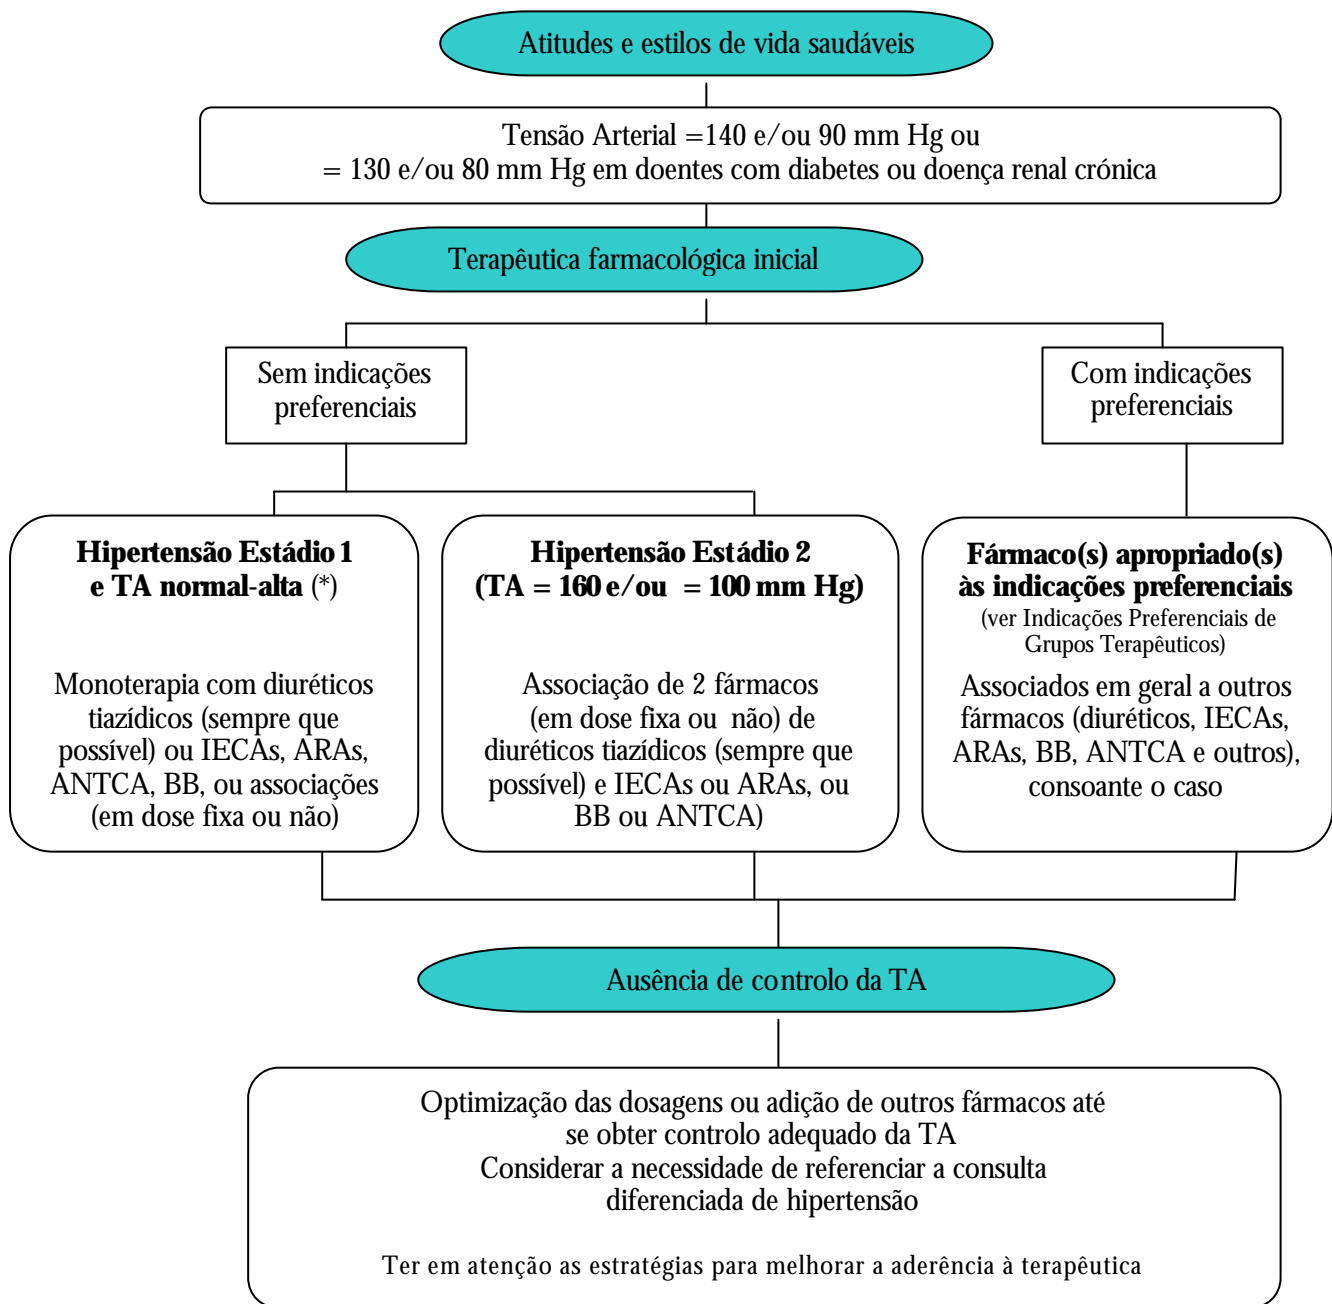 Atitudes e estilos de vida saudáveis
Tensão Arterial =140 e/ou 90 mm Hg ou
= 130 e/ou 80 mm Hg em doentes com diabetes ou doença renal crónica
Terapêutica farmacológica inicial
Sem indicações
preferenciais
Com indicações
preferenciais
Hipertensão Estádio 1
e TA normal-alta (*)
Monoterapia com diuréticos
tiazídicos (sempre que
possível) ou IECAs, ARAs,
ANTCA, BB, ou associações
(em dose fixa ou não)
Hipertensão Estádio 2
(TA = 160 e/ou = 100 mm Hg)
Associação de 2 fármacos
(em dose fixa ou não) de
diuréticos tiazídicos (sempre que
possível) e IECAs ou ARAs, ou
BB ou ANTCA)
Fármaco(s) apropriado(s)
às indicações preferenciais
(ver Indicações Preferenciais de
Grupos Terapêuticos)
Associados em geral a outros
fármacos (diuréticos, IECAs,
ARAs, BB, ANTCA e outros),
consoante o caso
Ausência de controlo da TA
Optimização das dosagens ou adição de outros fármacos até
se obter controlo adequado da TA
Considerar a necessidade de referenciar a consulta
diferenciada de hipertensão
Ter em atenção as estratégias para melhorar a aderência à terapêutica